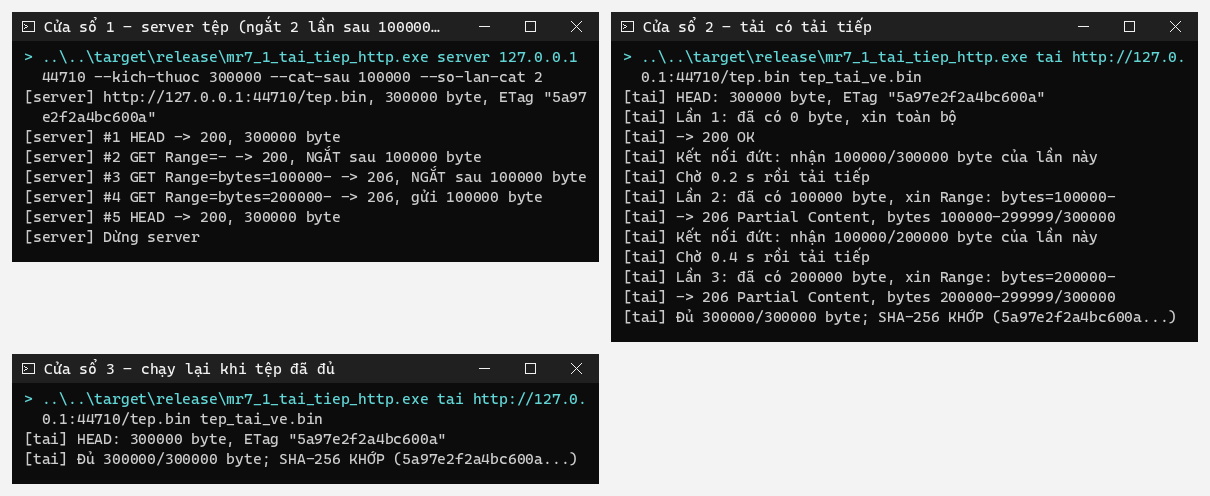 Cửa sổ 1 - server tệp (ngắt 2 lần sau 100000…
> ..\..\target\release\mr7_1_tai_tiep_http.exe server 127.0.0.1
44710 --kich-thuoc 300000 --cat-sau 100000 --so-lan-cat 2
[server] http://127.0.0.1:44710/tep.bin, 300000 byte, ETag "5a97
e2f2a4bc600a"
[server] #1 HEAD -> 200, 300000 byte
[server] #2 GET Range=- -> 200, NGẮT sau 100000 byte
[server] #3 GET Range=bytes=100000- -> 206, NGẮT sau 100000 byte
[server] #4 GET Range=bytes=200000- -> 206, gửi 100000 byte
[server] #5 HEAD -> 200, 300000 byte
[server] Dừng server
Cửa sổ 2 - tải có tải tiếp
> ..\..\target\release\mr7_1_tai_tiep_http.exe tai http://127.0.
0.1:44710/tep.bin tep_tai_ve.bin
[tai] HEAD: 300000 byte, ETag "5a97e2f2a4bc600a"
[tai] Lần 1: đã có 0 byte, xin toàn bộ
[tai] -> 200 OK
[tai] Kết nối đứt: nhận 100000/300000 byte của lần này
[tai] Chờ 0.2 s rồi tải tiếp
[tai] Lần 2: đã có 100000 byte, xin Range: bytes=100000-
[tai] -> 206 Partial Content, bytes 100000-299999/300000
[tai] Kết nối đứt: nhận 100000/200000 byte của lần này
[tai] Chờ 0.4 s rồi tải tiếp
[tai] Lần 3: đã có 200000 byte, xin Range: bytes=200000-
[tai] -> 206 Partial Content, bytes 200000-299999/300000
[tai] Đủ 300000/300000 byte; SHA-256 KHỚP (5a97e2f2a4bc600a...)
Cửa sổ 3 - chạy lại khi tệp đã đủ
> ..\..\target\release\mr7_1_tai_tiep_http.exe tai http://127.0.
0.1:44710/tep.bin tep_tai_ve.bin
[tai] HEAD: 300000 byte, ETag "5a97e2f2a4bc600a"
[tai] Đủ 300000/300000 byte; SHA-256 KHỚP (5a97e2f2a4bc600a...)